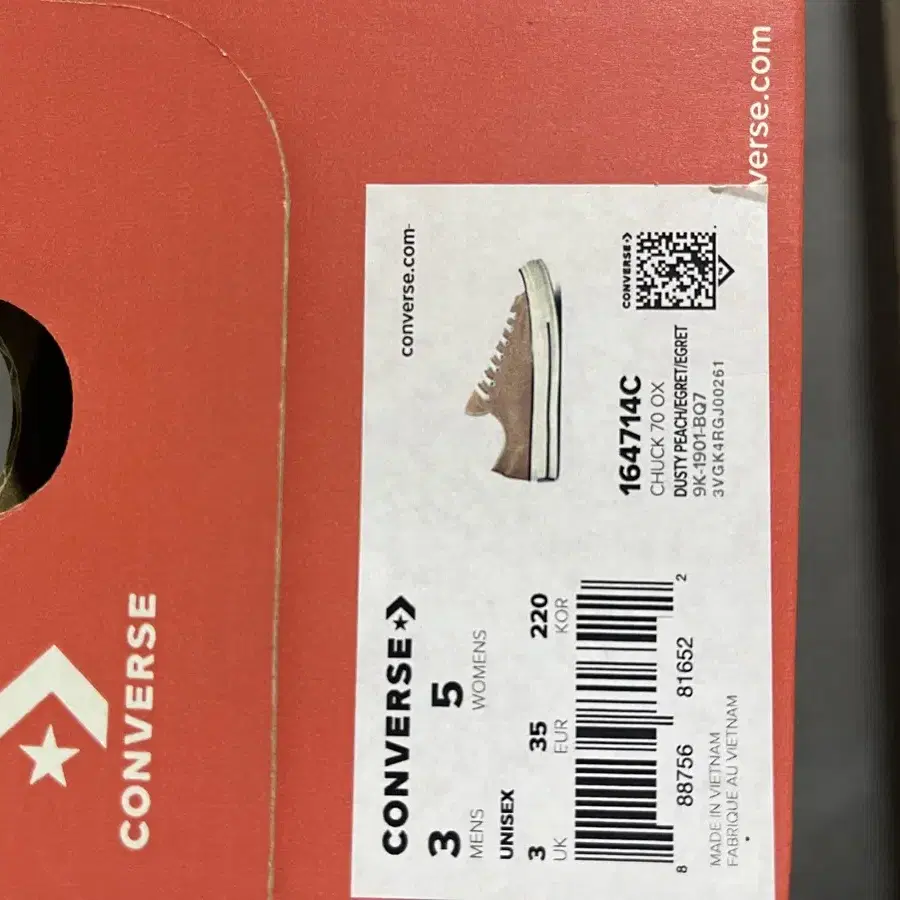 CONVERSE
verse.com
CONVERSE
converse.com
3 5
MENS WOMENS
UNISEX
3 35 220
UK EUR KOR
8 88756 81652 2
MADE IN VIETNAM
FABRIQUE AU VIETNAM
164714C
CHUCK 70 OX
DUSTY PEACH/EGRET/EGRET
9K-1901-BQ7
3VGK4RGJ00261
CONVERSE